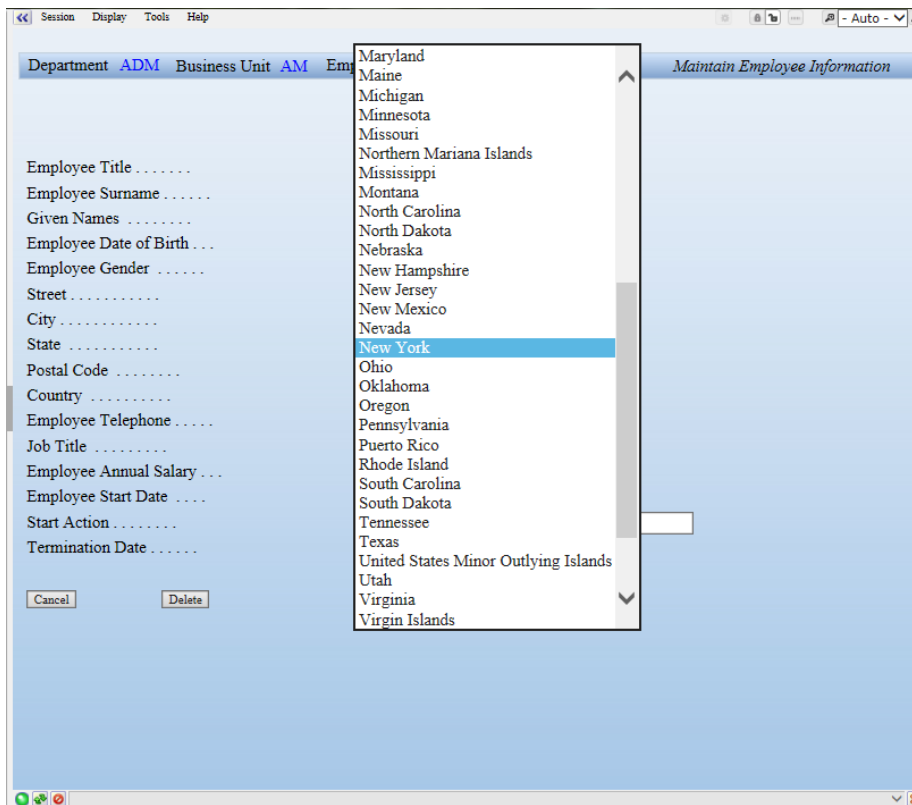 Session Display Tools Help - Auto -
Department ADM Business Unit AM Maintain Employee Information
Maryland
Maine
Michigan
Minnesota
Missouri
Northern Mariana Islands
Mississippi
Montana
North Carolina
North Dakota
Nebraska
New Hampshire
New Jersey
New Mexico
Nevada
New York
Ohio
Oklahoma
Oregon
Pennsylvania
Puerto Rico
Rhode Island
South Carolina
South Dakota
Tennessee
Texas
United States Minor Outlying Islands
Utah
Virginia
Virgin Islands
Employee Title . . . . . . .
Employee Surname . . . . . .
Given Names . . . . . . . .
Employee Date of Birth . . .
Employee Gender . . . . . .
Street . . . . . . . . . . .
City . . . . . . . . . . . .
State . . . . . . . . . . .
Postal Code . . . . . . . .
Country . . . . . . . . . .
Employee Telephone . . . . .
Job Title . . . . . . . . .
Employee Annual Salary . . .
Employee Start Date . . . .
Start Action . . . . . . . .
Termination Date . . . . . .
Cancel Delete